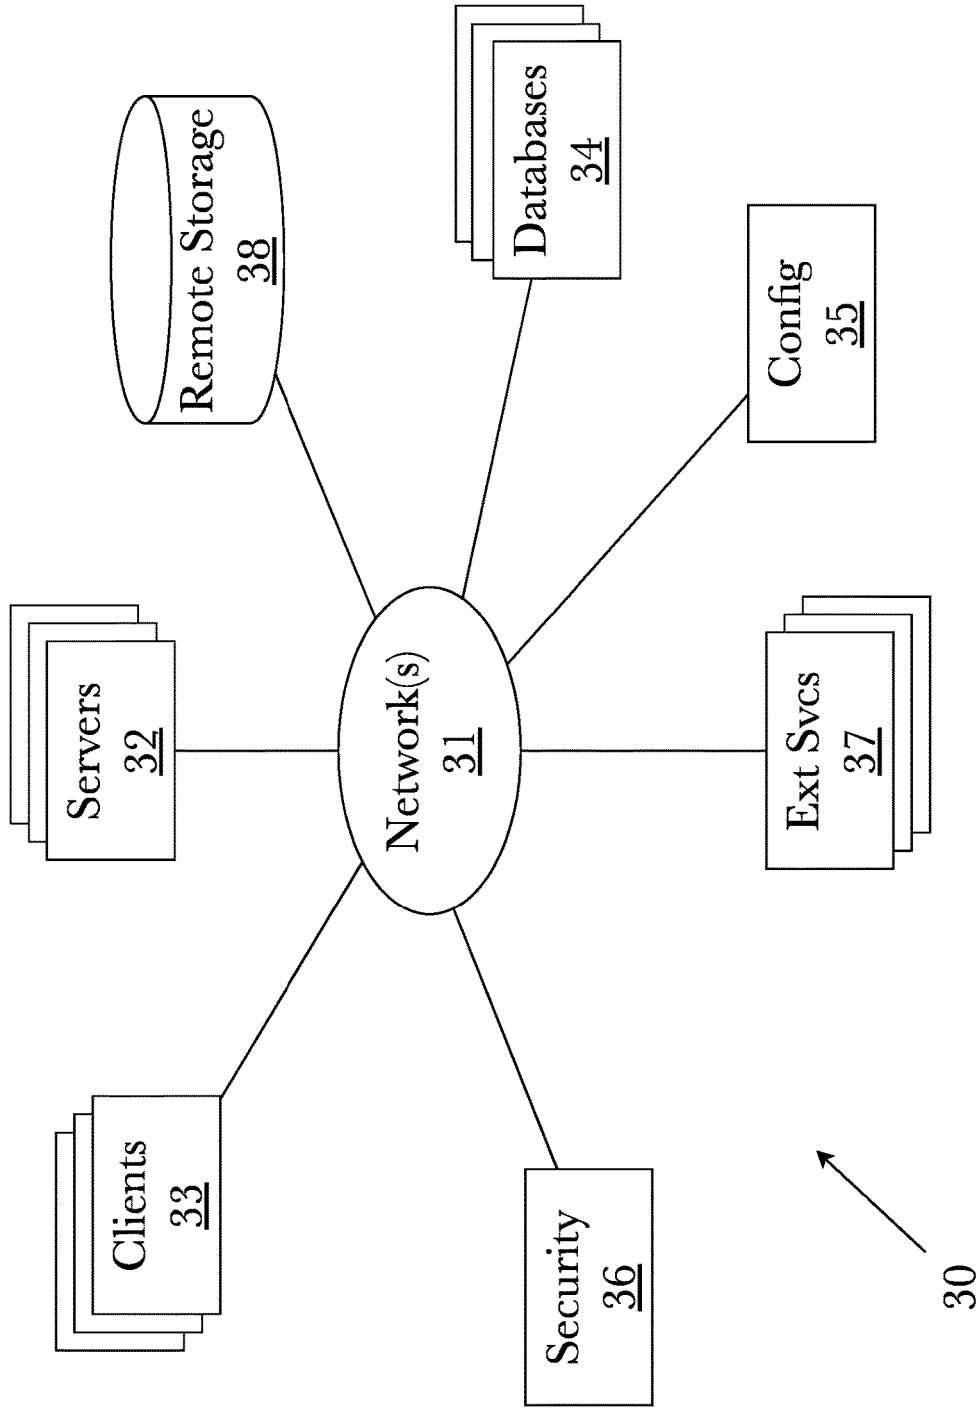 Servers
32
Clients
33
Remote Storage
38
Network(s)
31
Databases
34
Security
36
Config
35
Ext Svcs
37
30